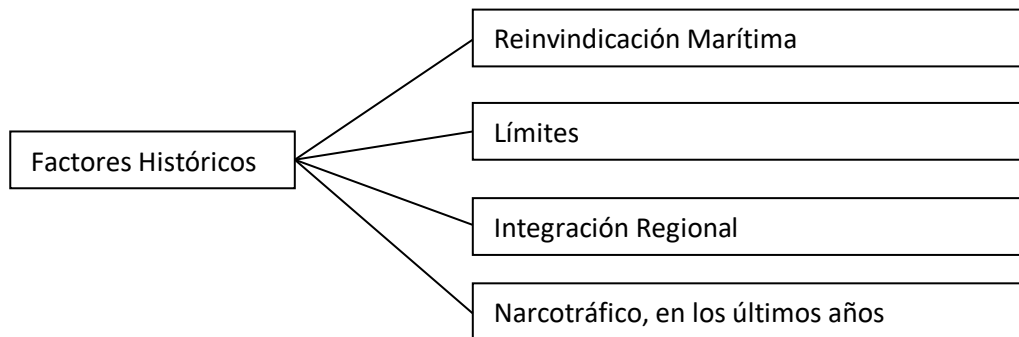 Factores Históricos
Reinvindicación Marítima
Límites
Integración Regional
Narcotráfico, en los últimos años